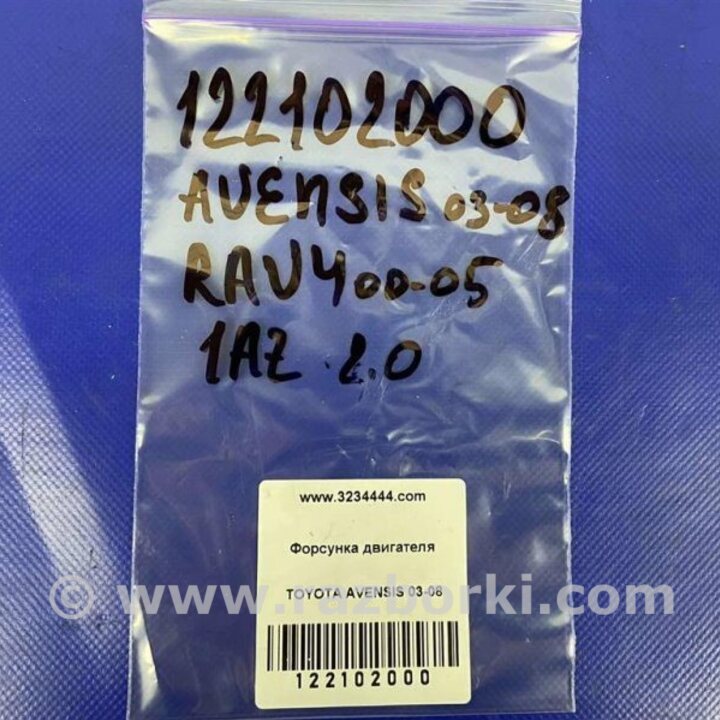 122102000
AVENSIS 03-08
RAV4 00-05
1AZ 2.0
www.3234444.com
Форсунка двигателя
TOYOTA AVENSIS 03-08
© www.razborki.com
122102000